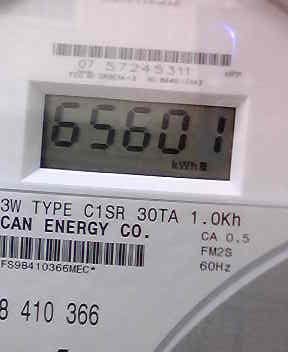 07 57245311
65601
kWh
3W TYPE C1SR 30TA 1.0Kh
CAN ENERGY CO.
CA 0.5
FM2S
60Hz
FS98410366MEC*
8 410 366